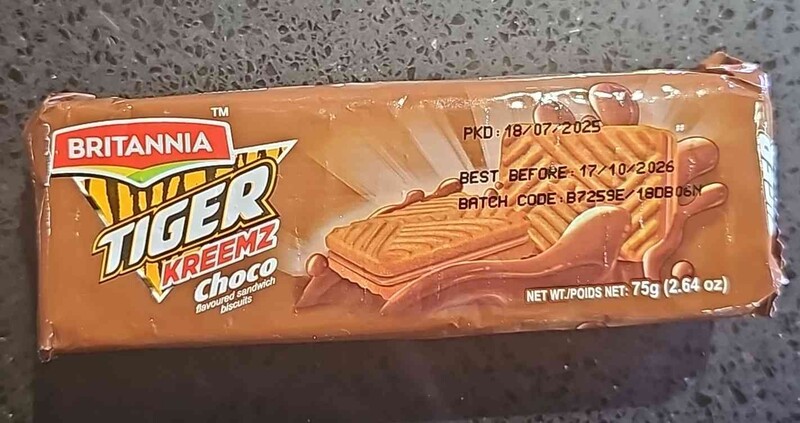 BRITANNIA
TM
TIGER
KREEMZ
Choco
flavoured sandwich
biscuits
PKD: 18/07/2025
BEST BEFORE: 17/10/2026
BATCH CODE: B7259E/18DB06N
NET WT./POIDS NET: 75g (2.64 oz)